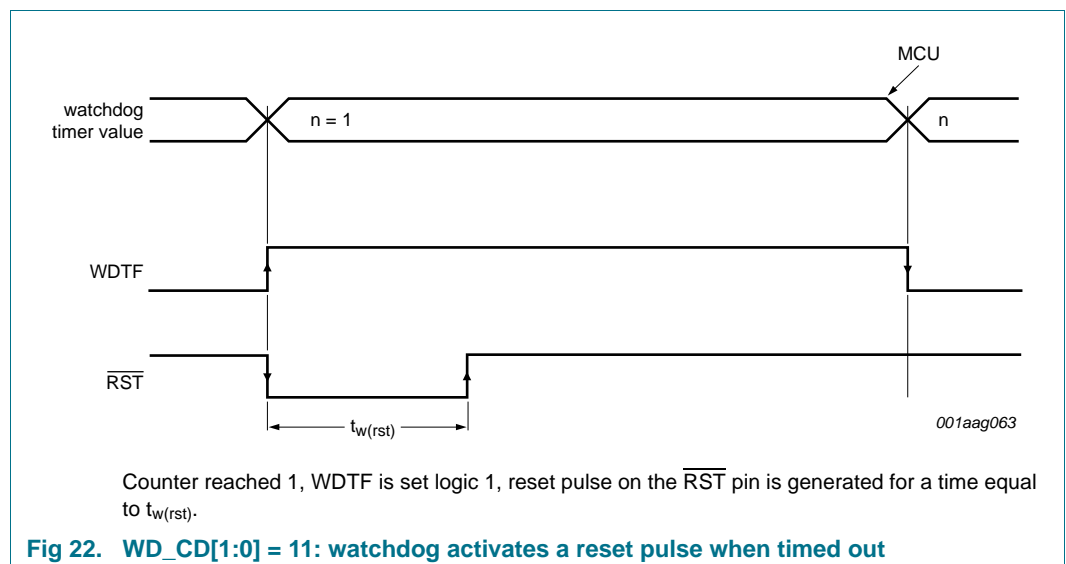 MCU
watchdog
timer value
n = 1
n
WDTF
RST
tw(rst)
001aag063
Counter reached 1, WDTF is set logic 1, reset pulse on the RST pin is generated for a time equal
to tw(rst).
Fig 22. WD_CD[1:0] = 11: watchdog activates a reset pulse when timed out